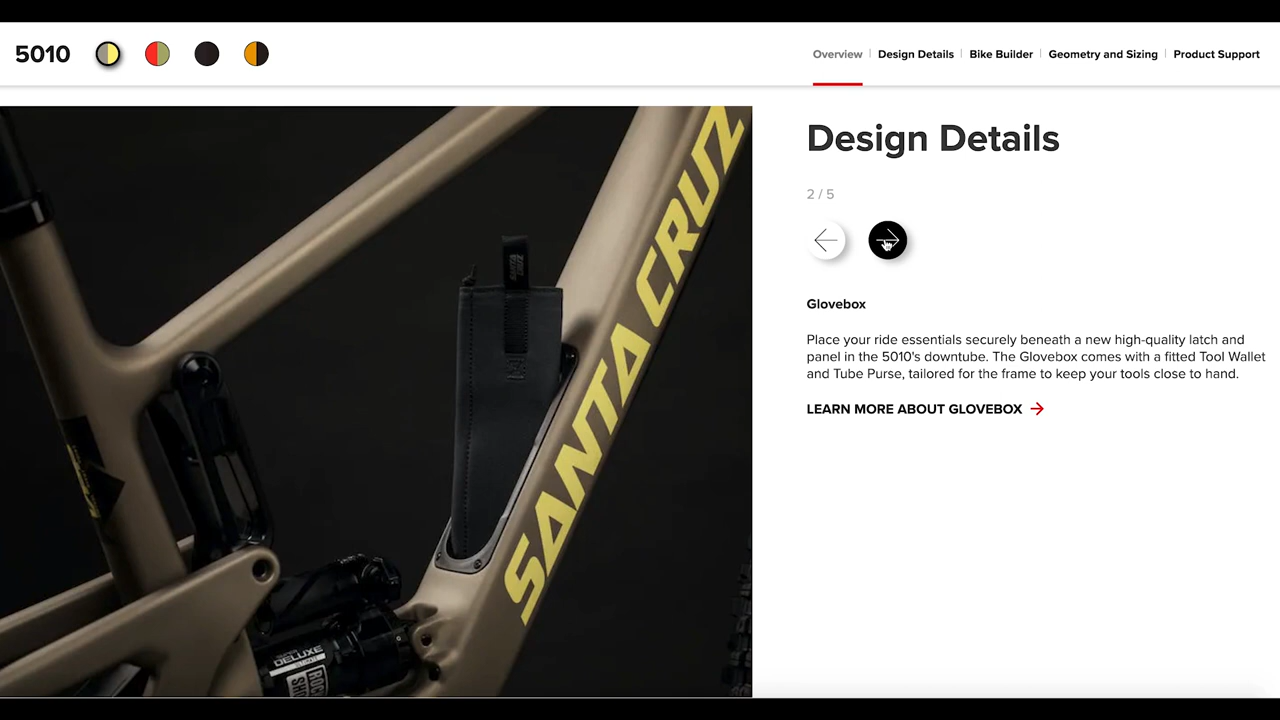 5010
Overview
Design Details
Bike Builder
Geometry and Sizing
Product Support
Design Details
2 / 5
Glovebox
Place your ride essentials securely beneath a new high-quality latch and
panel in the 5010's downtube. The Glovebox comes with a fitted Tool Wallet
and Tube Purse, tailored for the frame to keep your tools close to hand.
LEARN MORE ABOUT GLOVEBOX
SANTA CRUZ
DELUXE
ULTIMATE
ROCK
SHO